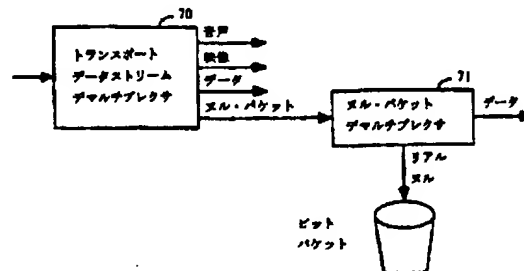 70
トランスポート
データストリーム
デマルチプレクサ
音声
映像
データ
ヌル・パケット
71
ヌル・パケット
デマルチプレクサ
データ
リアル
ヌル
ビット
バケット